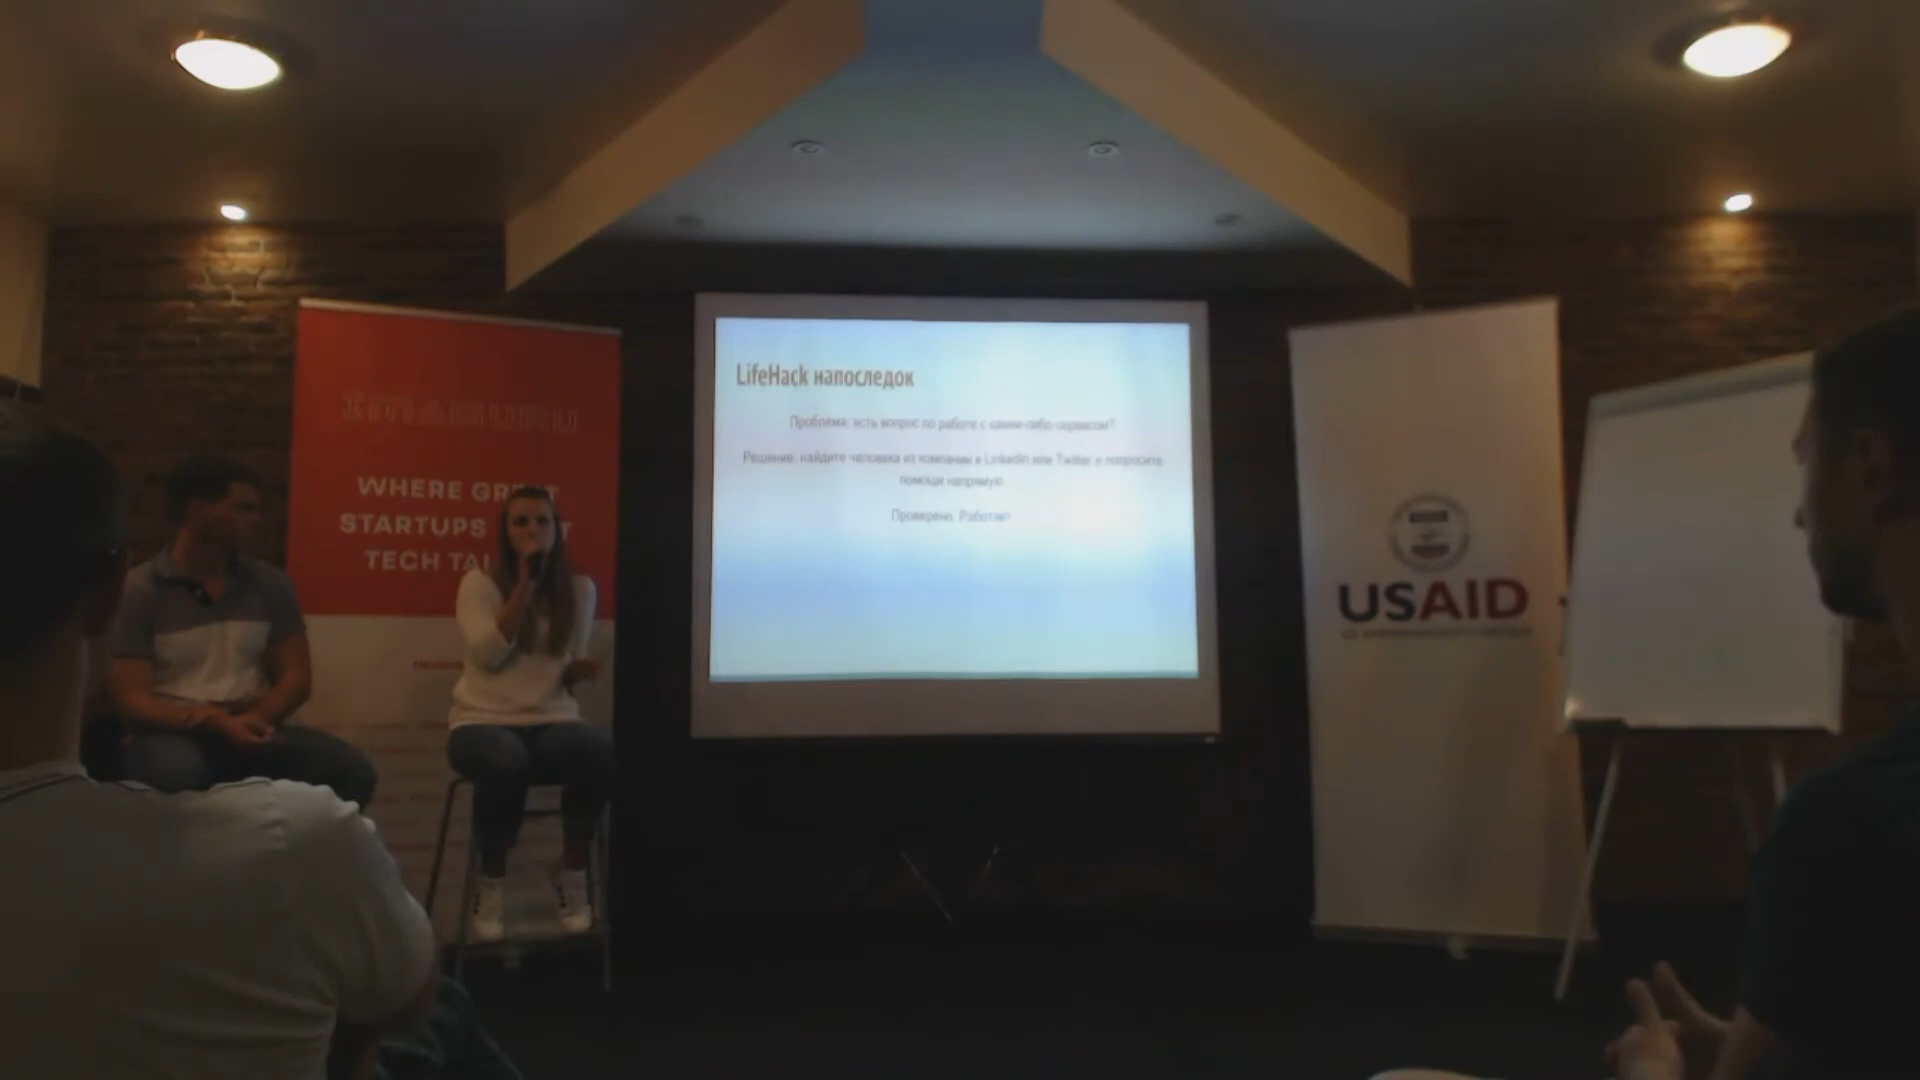 IMAGURU
WHERE GREAT
STARTUPS
TECH TAL
LifeHack напоследок
Проблема: есть вопрос по работе с каким-либо сервисом?
Решение: найдите человека из компании в LinkedIn или Twitter и попросите
помощи напрямую.
Проверено. Работает
USAID